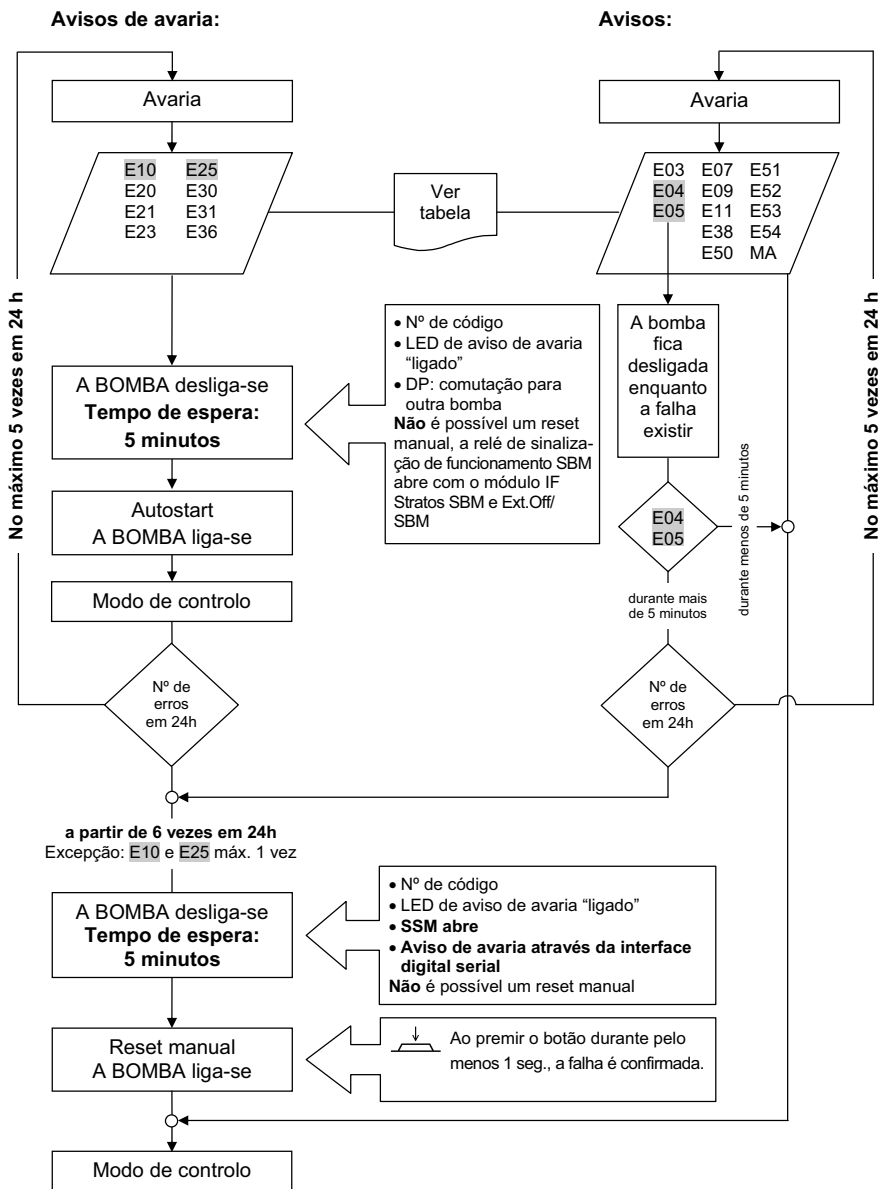 Avisos de avaria:
Avisos:
Avaria
Avaria
E10 E25
E20 E30
E21 E31
E23 E36
Ver
tabela
E03 E07 E51
E04 E09 E52
E05 E11 E53
E38 E54
E50 MA
No máximo 5 vezes em 24 h
No máximo 5 vezes em 24 h
A BOMBA desliga-se
Tempo de espera:
5 minutos
• Nº de código
• LED de aviso de avaria
“ligado”
• DP: comutação para
outra bomba
Não é possível um reset
manual, a relé de sinaliza-
ção de funcionamento SBM
abre com o módulo IF
Stratos SBM e Ext.Off/
SBM
A bomba
fica
desligada
enquanto
a falha
existir
Autostart
A BOMBA liga-se
E04
E05
durante menos de 5 minutos
Modo de controlo
durante mais
de 5 minutos
Nº de
erros
em 24h
Nº de
erros
em 24h
a partir de 6 vezes em 24h
Excepção: E10 e E25 máx. 1 vez
A BOMBA desliga-se
Tempo de espera:
5 minutos
• Nº de código
• LED de aviso de avaria “ligado”
• SSM abre
• Aviso de avaria através da interface
digital serial
Não é possível um reset manual
Reset manual
A BOMBA liga-se
Ao premir o botão durante pelo
menos 1 seg., a falha é confirmada.
Modo de controlo